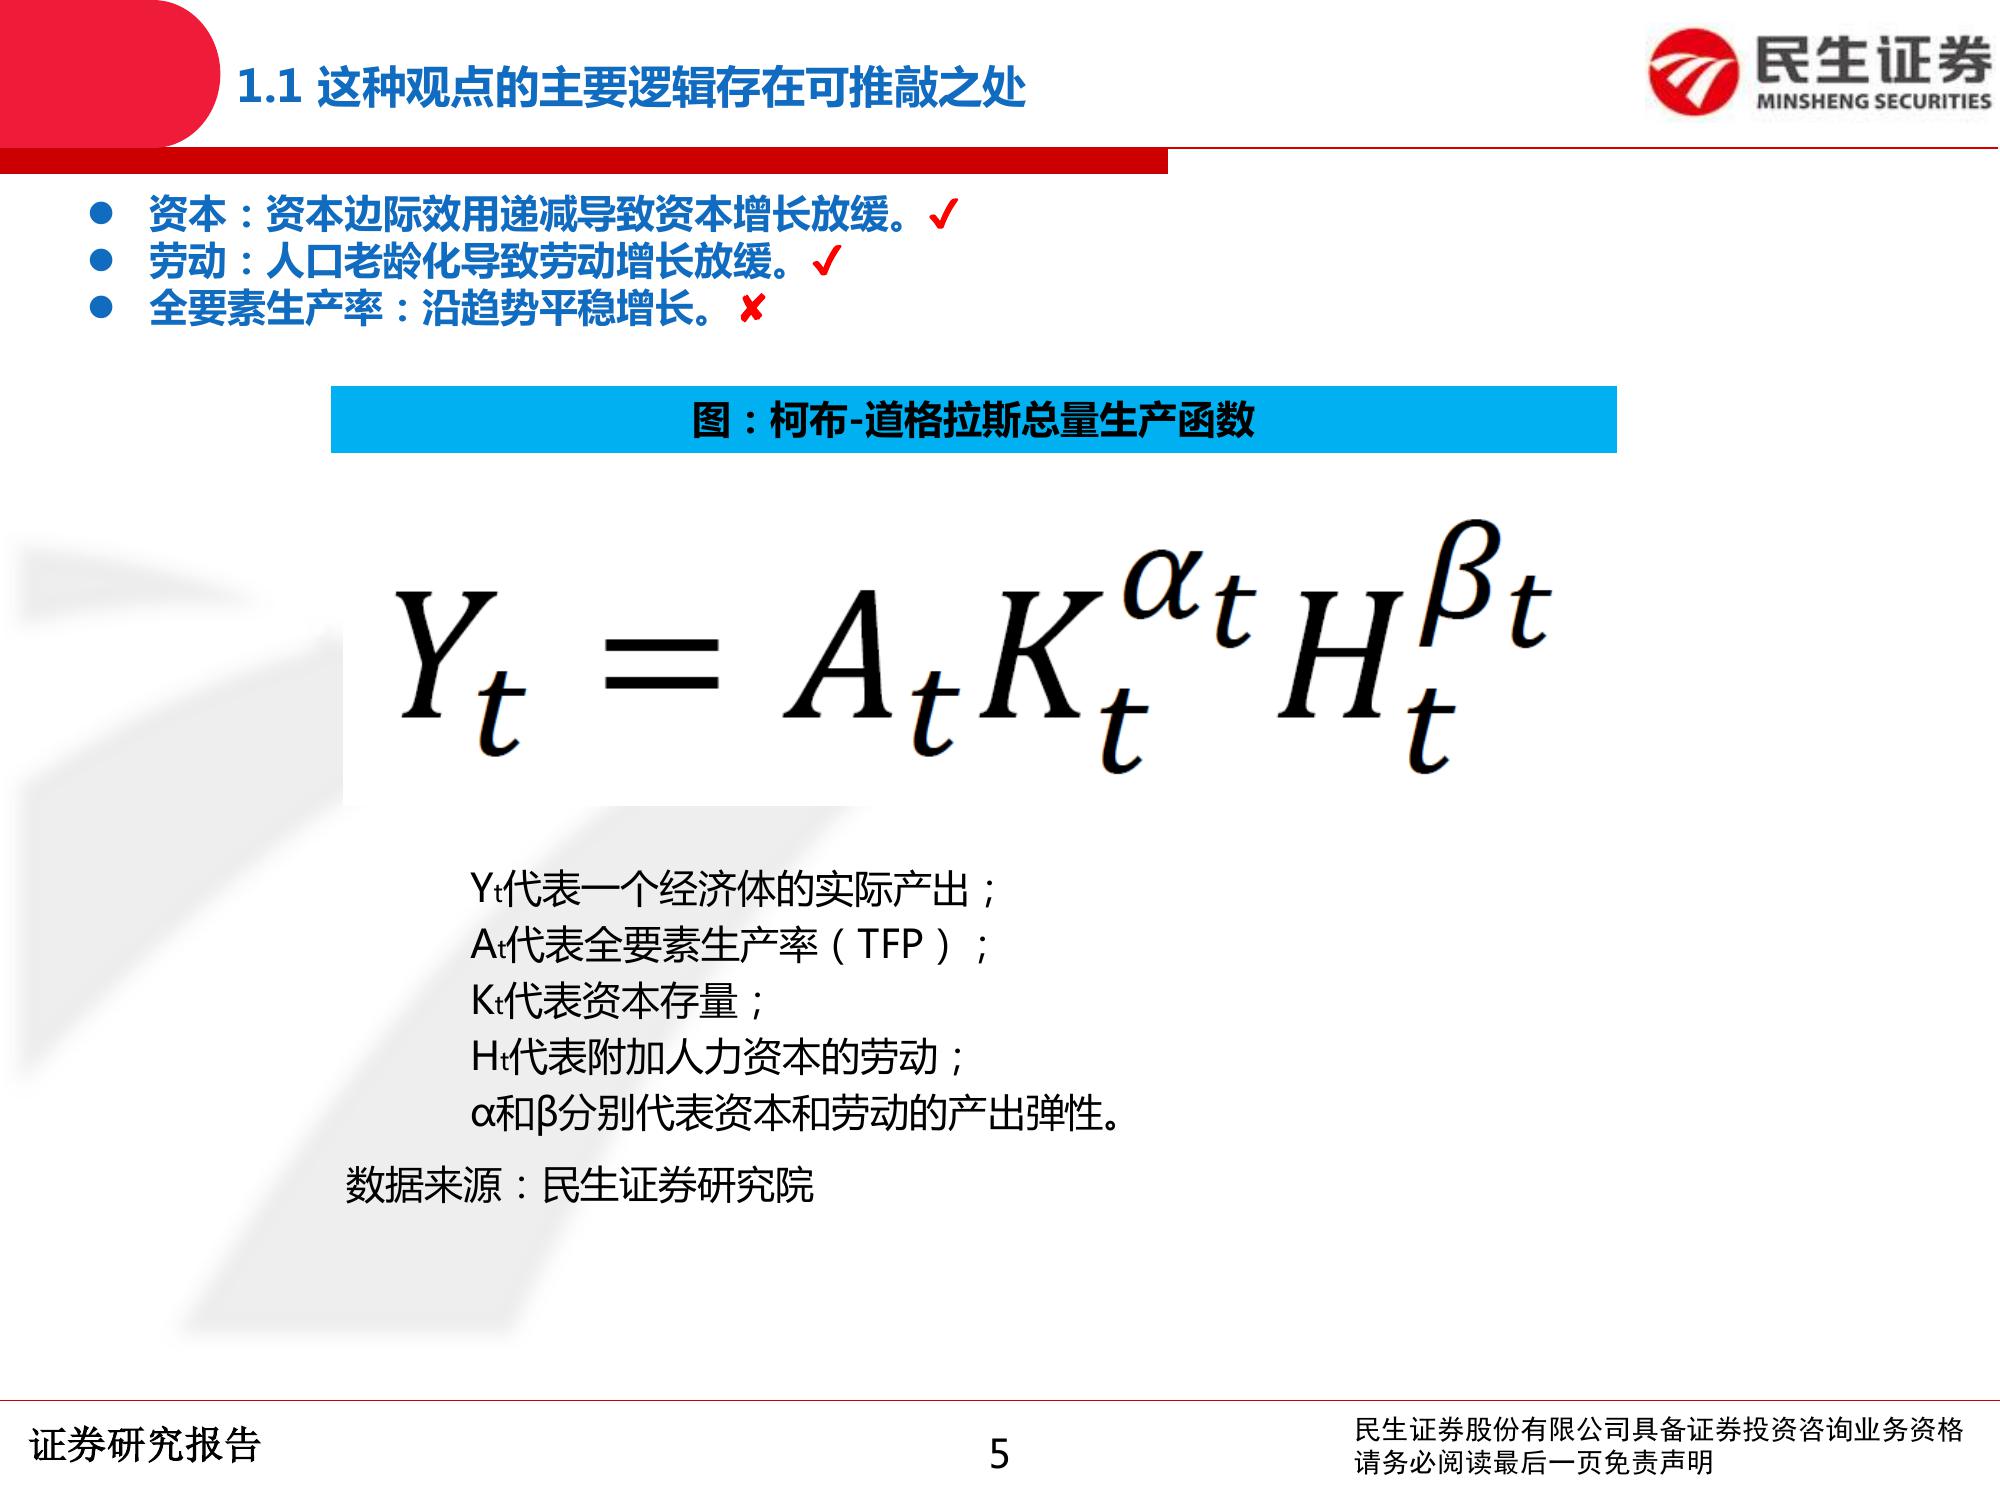 1.1 这种观点的主要逻辑存在可推敲之处
民生证券
MINSHENG SECURITIES
● 资本：资本边际效用递减导致资本增长放缓。✓
● 劳动：人口老龄化导致劳动增长放缓。✓
● 全要素生产率：沿趋势平稳增长。✘
图：柯布-道格拉斯总量生产函数
Y_t = A_t K_t^{α_t} H_t^{β_t}
Yt代表一个经济体的实际产出；
At代表全要素生产率（TFP）；
Kt代表资本存量；
Ht代表附加人力资本的劳动；
α和β分别代表资本和劳动的产出弹性。
数据来源：民生证券研究院
证券研究报告
5
民生证券股份有限公司具备证券投资咨询业务资格
请务必阅读最后一页免责声明